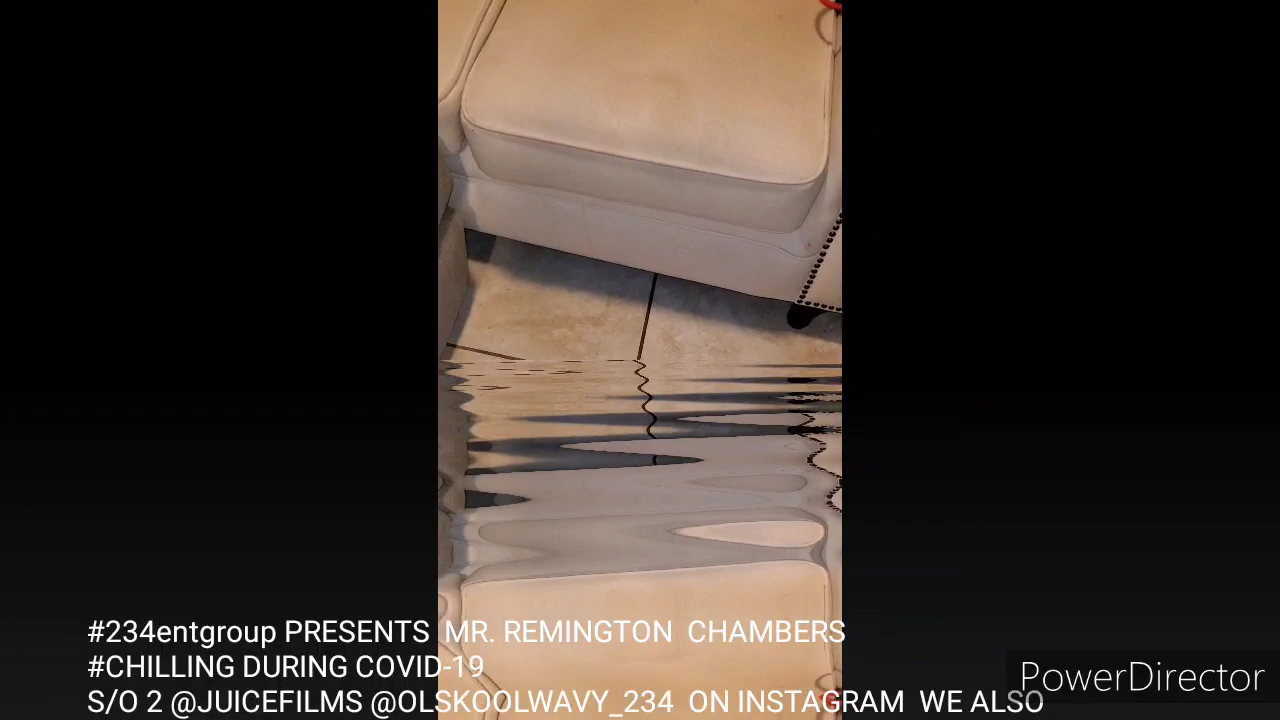 #234entgroup PRESENTS  MR. REMINGTON  CHAMBERS
#CHILLING DURING COVID-19
S/O 2 @JUICEFILMS @OLSKOOLWAVY_234  ON INSTAGRAM  WE ALSO
PowerDirector